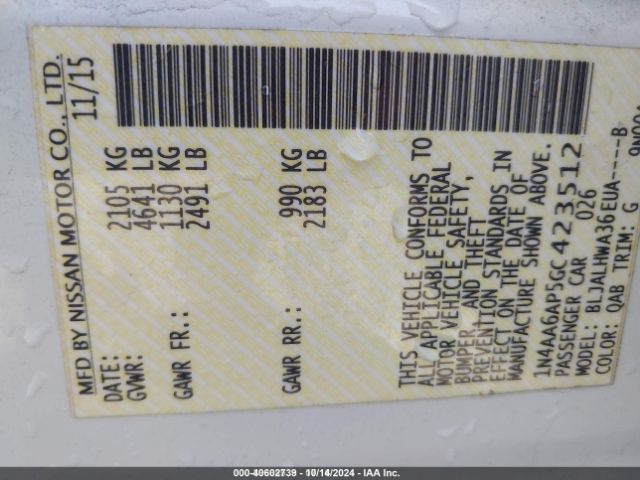 MFD BY NISSAN MOTOR CO., LTD.
DATE: 11/15
GVWR: 2105 KG
4641 LB
GAWR FR.: 1130 KG
2491 LB
GAWR RR.: 990 KG
2183 LB
THIS VEHICLE CONFORMS TO
ALL APPLICABLE FEDERAL
MOTOR VEHICLE SAFETY,
BUMPER, AND THEFT
PREVENTION STANDARDS IN
EFFECT ON THE DATE OF
MANUFACTURE SHOWN ABOVE.
1N4AA6AP5GC423512
PASSENGER CAR 026
MODEL: BLJALHWA36EUA----B
COLOR: QAB TRIM: G
000-40602739 - 10/14/2024 - IAA Inc.